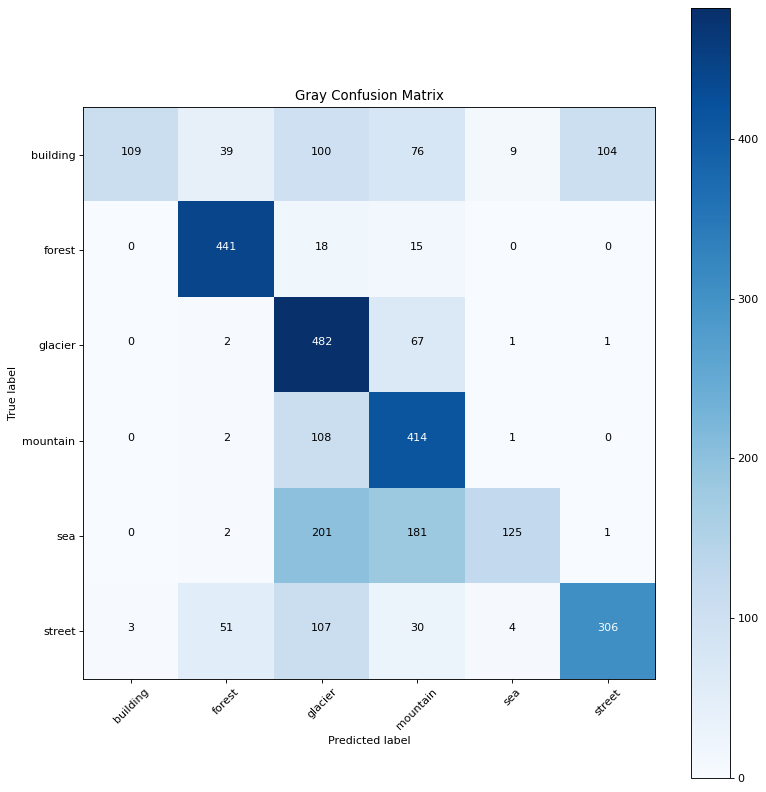 Gray Confusion Matrix
True label
building 109 39 100 76 9 104
forest 0 441 18 15 0 0
glacier 0 2 482 67 1 1
mountain 0 2 108 414 1 0
sea 0 2 201 181 125 1
street 3 51 107 30 4 306
building forest glacier mountain sea street
Predicted label
400
300
200
100
0